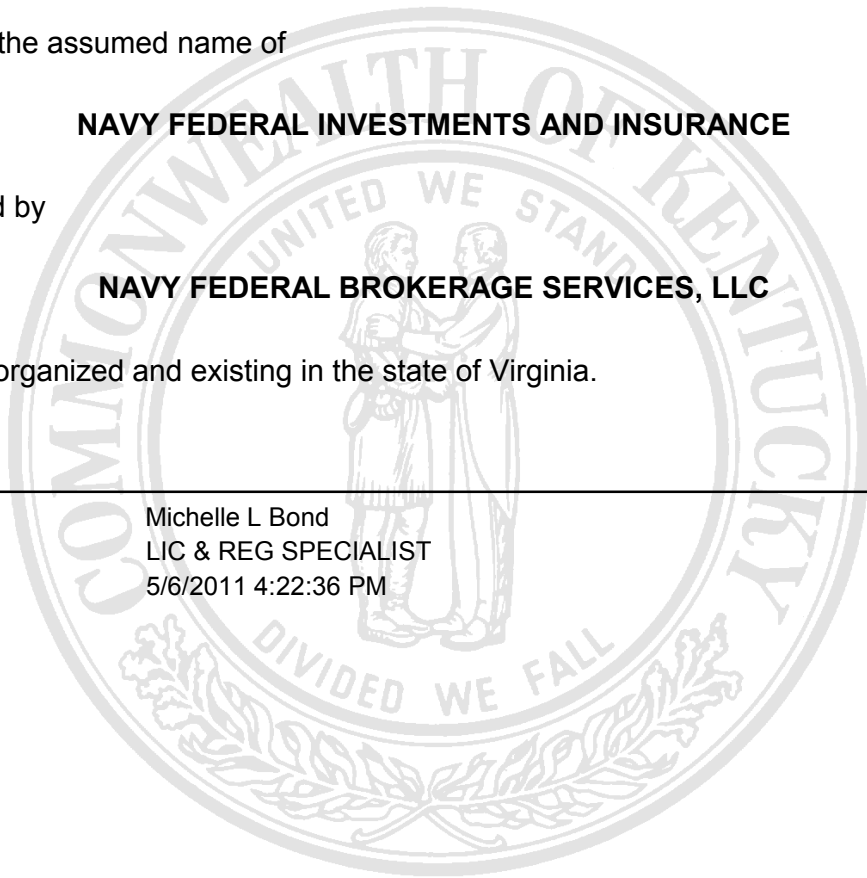 the assumed name of
NAVY FEDERAL INVESTMENTS AND INSURANCE
d by
NAVY FEDERAL BROKERAGE SERVICES, LLC
organized and existing in the state of Virginia.
Michelle L Bond
LIC & REG SPECIALIST
5/6/2011 4:22:36 PM
COMMONWEALTH OF KENTUCKY
UNITED WE STAND
DIVIDED WE FALL